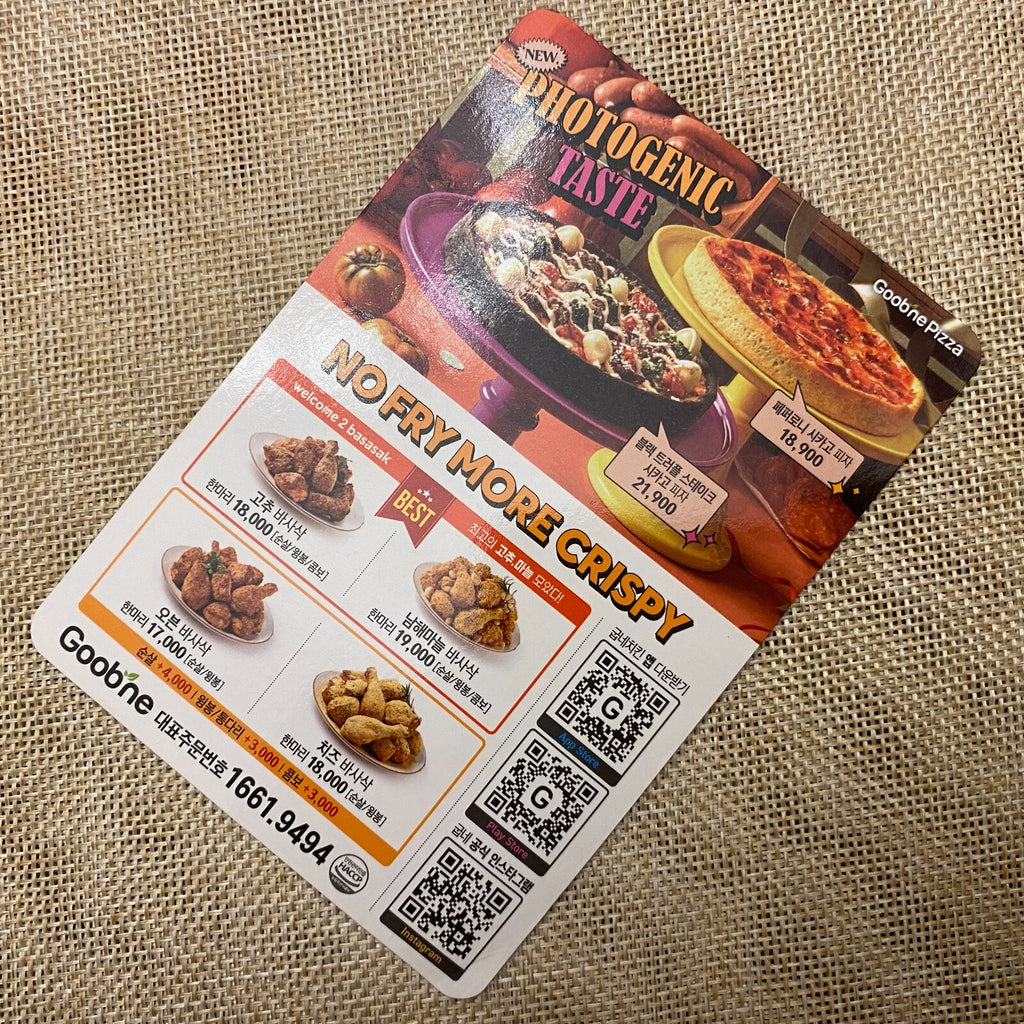 NEW
PHOTOGENIC
TASTE
Goobne Pizza
페퍼로니 시카고 피자
18,900
블랙 트러플 스테이크
시카고 피자
21,900
NO FRY MORE CRISPY
welcome 2 basasak
BEST
최고의 고추, 마늘 모았다!
고추 바사삭
한마리 18,000 [순살/윙봉/콤보]
남해마늘 바사삭
한마리 19,000 [순살/윙봉/콤보]
오븐 바사삭
한마리 17,000 [순살/윙봉]
치즈 바사삭
한마리 18,000 [순살/윙봉]
순살 +4,000 | 윙봉/통다리 +3,000 | 콤보 +3,000
굽네치킨 앱 다운받기
G
App Store
G
Play Store
굽네 공식 인스타그램
Instagram
Goobne 대표주문번호 1661.9494
HACCP